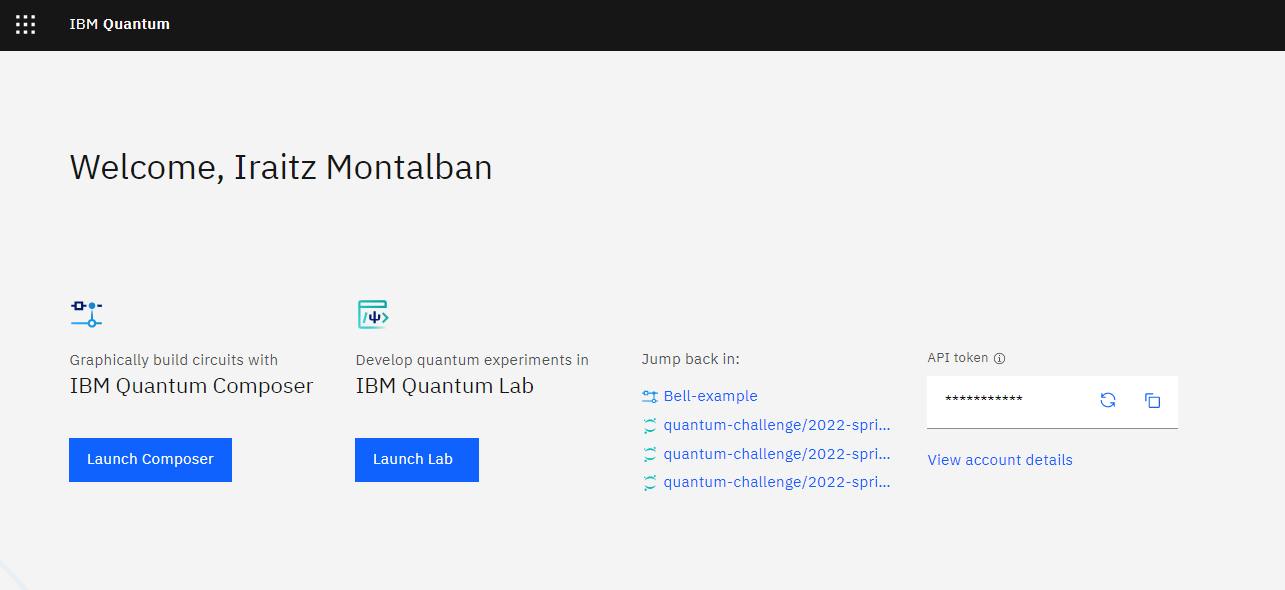 IBM Quantum
Welcome, Iraitz Montalban
Graphically build circuits with
IBM Quantum Composer
Launch Composer
Develop quantum experiments in
IBM Quantum Lab
Launch Lab
Jump back in:
Bell-example
quantum-challenge/2022-spri...
quantum-challenge/2022-spri...
quantum-challenge/2022-spri...
API token
***********
View account details